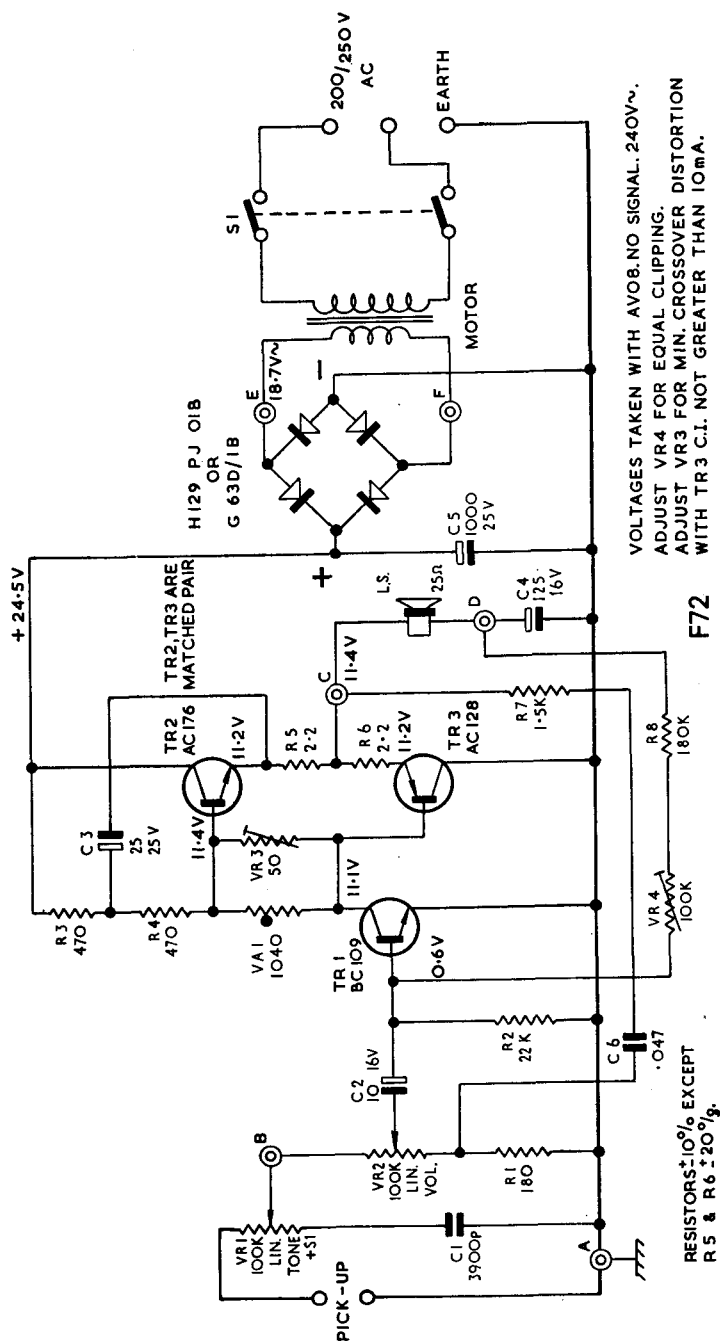 PICK-UP
VR1
100K
LIN.
TONE
+S1
B
C1
3900P
A
VR2
100K
LIN.
VOL.
R1
180
C2
10
16V
R2
22K
C6
.047
0.6V
TR1
BC109
R3
470
R4
470
VA1
1040
C3
25
25V
11.4V
VR3
50
11.1V
TR2
AC176
11.2V
TR2,TR3 ARE
MATCHED PAIR
R5
2.2
R6
2.2
11.2V
TR3
AC128
C
11.4V
R7
1.5K
VR4
100K
R8
180K
L.S.
25Ω
D
C4
125
16V
+24.5V
C5
1000
25V
+
−
H129 PJ 01B
OR
G 63D/1B
E
18.7V~
F
MOTOR
S1
200/250V
AC
EARTH
RESISTORS ±10% EXCEPT
R5 & R6 ±20%.
F72
VOLTAGES TAKEN WITH AVO8. NO SIGNAL. 240V~.
ADJUST VR4 FOR EQUAL CLIPPING.
ADJUST VR3 FOR MIN. CROSSOVER DISTORTION
WITH TR3 C.I. NOT GREATER THAN 10mA.